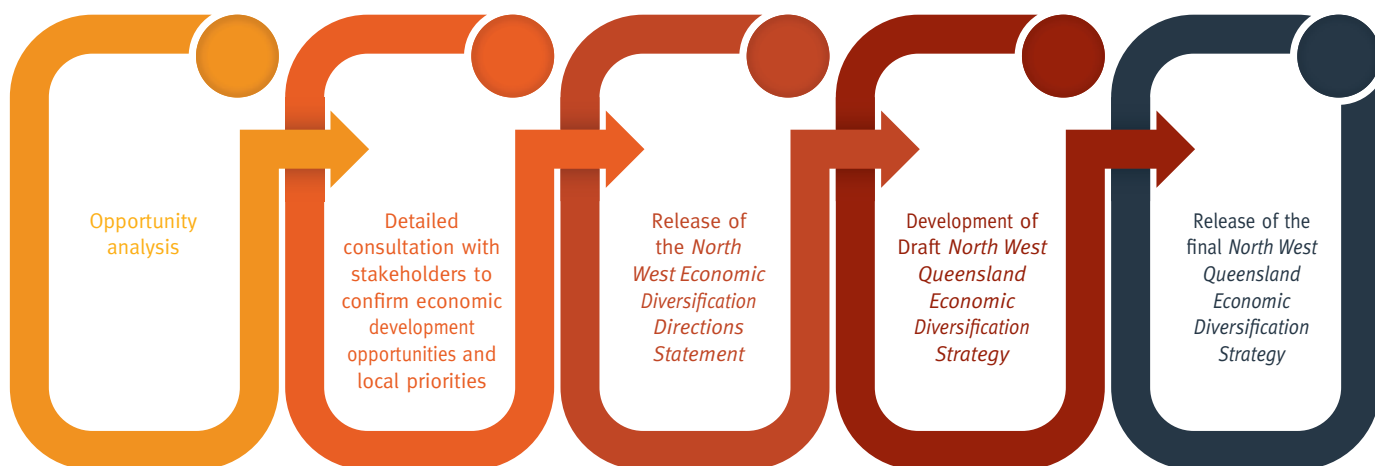 Opportunity
analysis
Detailed
consultation with
stakeholders to
confirm economic
development
opportunities and
local priorities
Release of
the North
West Economic
Diversification
Directions
Statement
Development of
Draft North West
Queensland
Economic
Diversification
Strategy
Release of the
final North West
Queensland
Economic
Diversification
Strategy